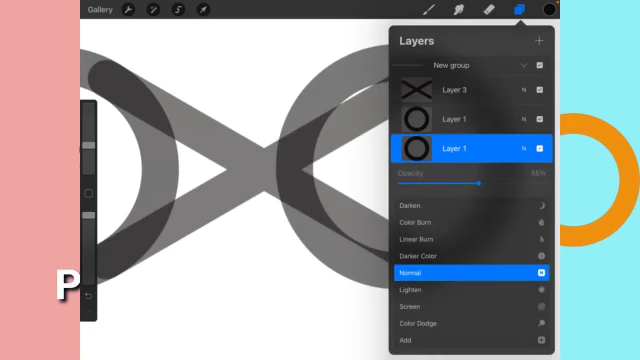 Gallery
Layers
New group
Layer 3
N
Layer 1
N
Layer 1
N
Opacity
Darken
Color Burn
Linear Burn
Darker Color
Normal
N
Lighten
Screen
Color Dodge
Add
P